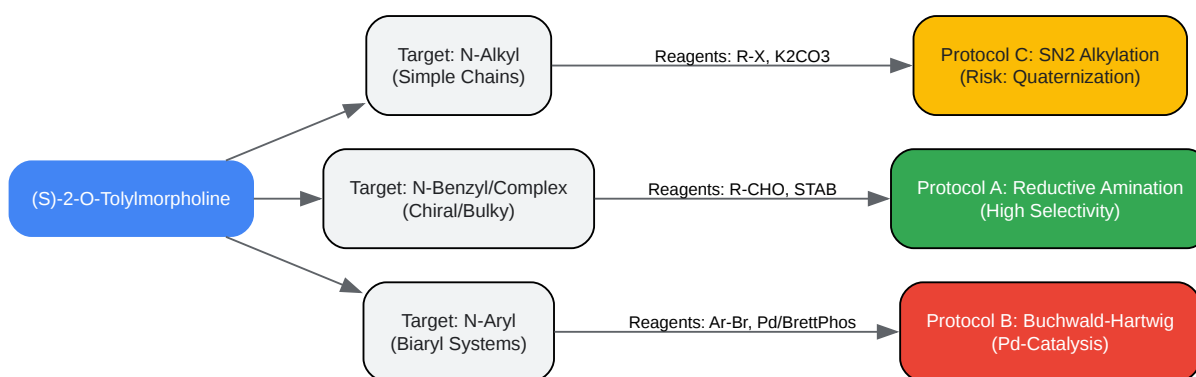 Target: N-Alkyl
(Simple Chains)
Reagents: R-X, K2CO3
Protocol C: SN2 Alkylation
(Risk: Quaternization)
(S)-2-O-Tolylmorpholine
Target: N-Benzyl/Complex
(Chiral/Bulky)
Reagents: R-CHO, STAB
Protocol A: Reductive Amination
(High Selectivity)
Target: N-Aryl
(Biaryl Systems)
Reagents: Ar-Br, Pd/BrettPhos
Protocol B: Buchwald-Hartwig
(Pd-Catalysis)